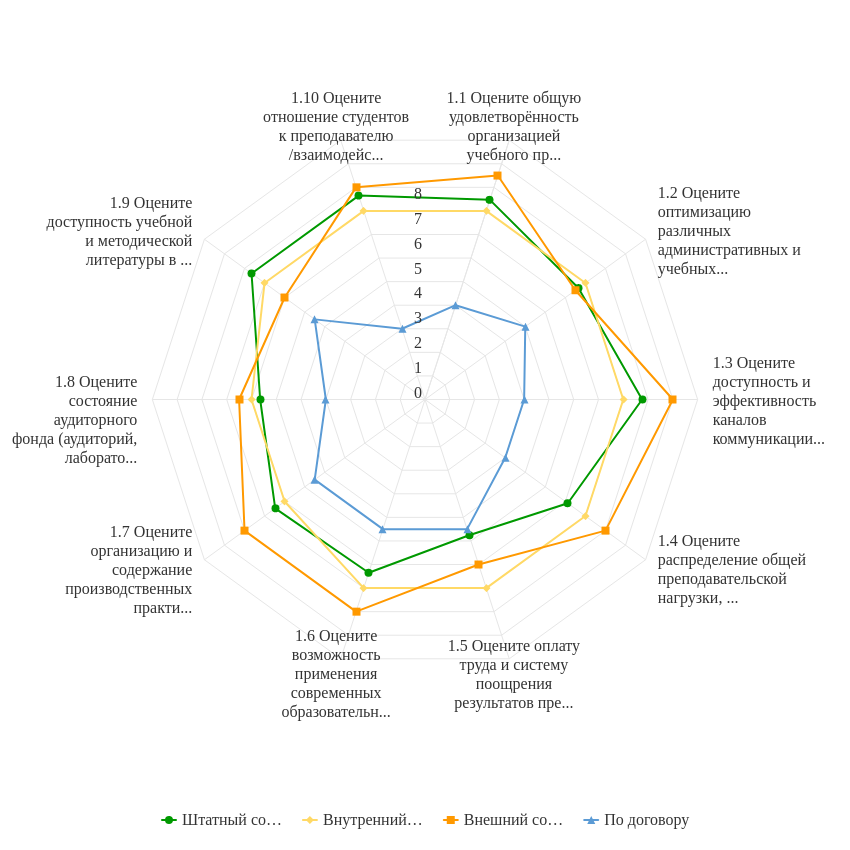 1.10 Оцените
отношение студентов
к преподавателю
/взаимодейс...
1.1 Оцените общую
удовлетворённость
организацией
учебного пр...
1.2 Оцените
оптимизацию
различных
административных и
учебных...
1.3 Оцените
доступность и
эффективность
каналов
коммуникации...
1.4 Оцените
распределение общей
преподавательской
нагрузки, ...
1.5 Оцените оплату
труда и систему
поощрения
результатов пре...
1.6 Оцените
возможность
применения
современных
образовательн...
1.7 Оцените
организацию и
содержание
производственных
практи...
1.8 Оцените
состояние
аудиторного
фонда (аудиторий,
лаборато...
1.9 Оцените
доступность учебной
и методической
литературы в ...
8
7
6
5
4
3
2
1
0
Штатный со…
Внутренний…
Внешний со…
По договору